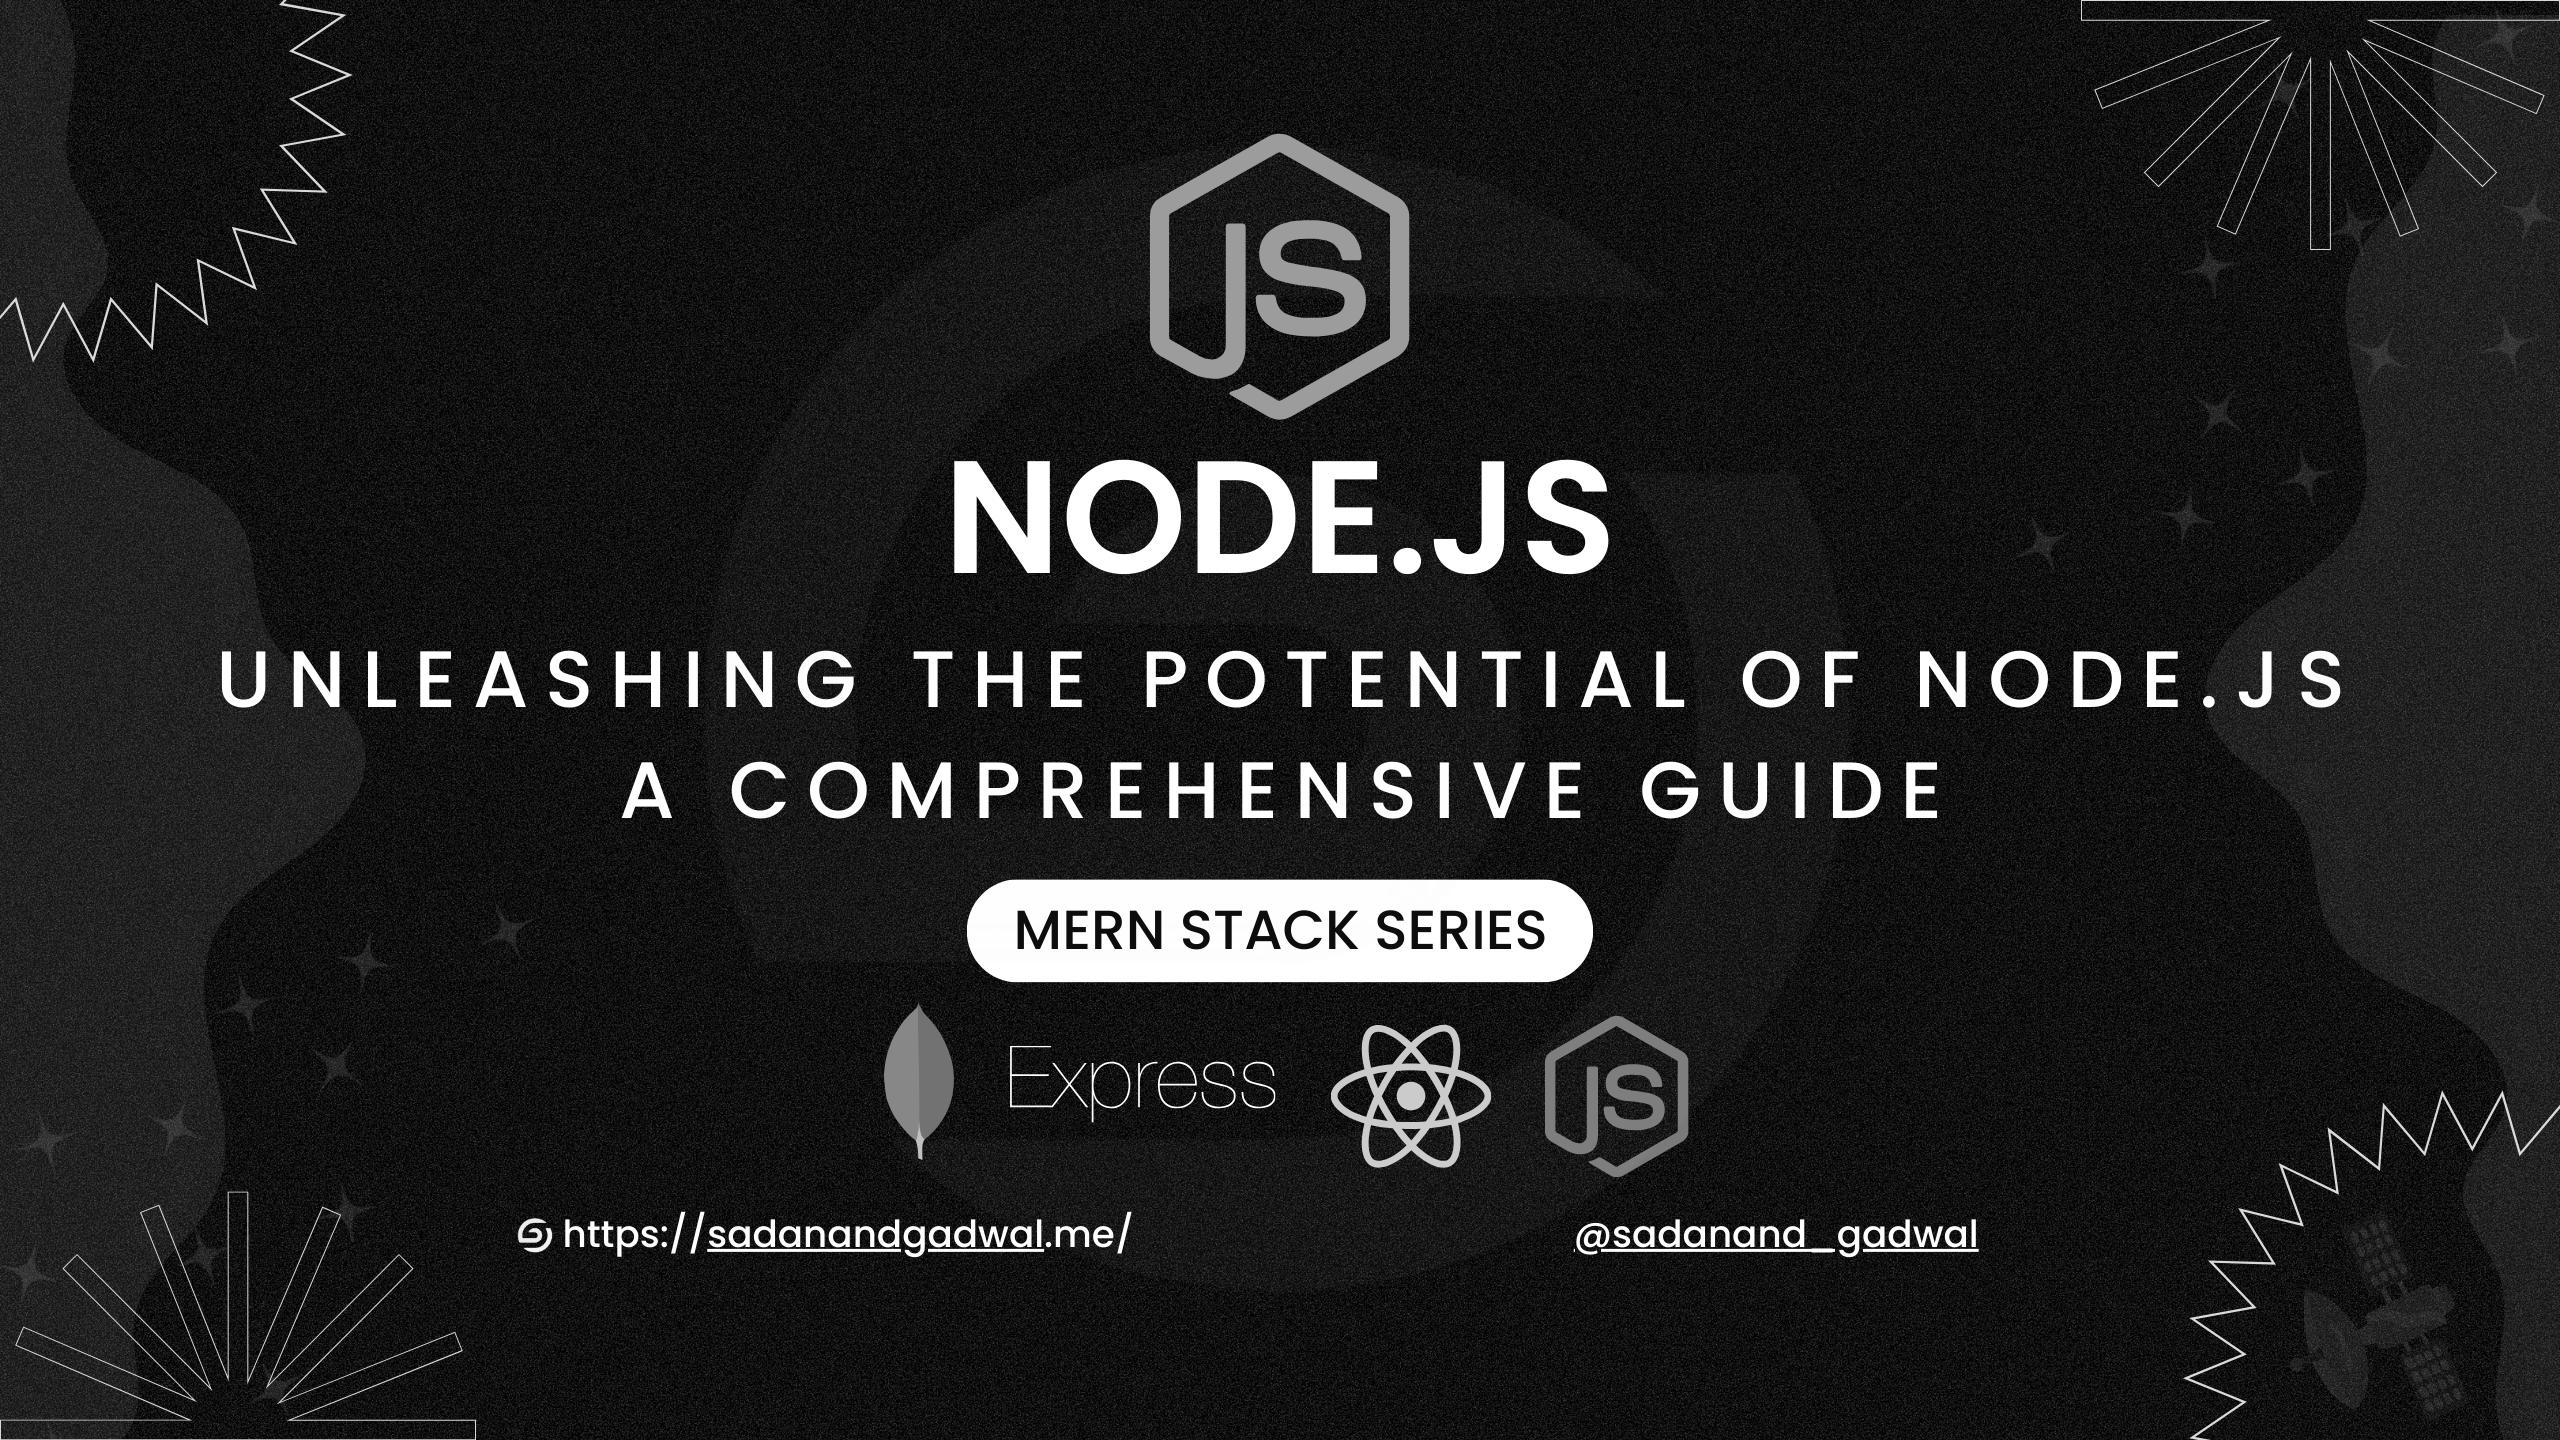 JS
NODE.JS
UNLEASHING THE POTENTIAL OF NODE.JS
A COMPREHENSIVE GUIDE
MERN STACK SERIES
Express
JS
https://sadanandgadwal.me/
@sadanand_gadwal